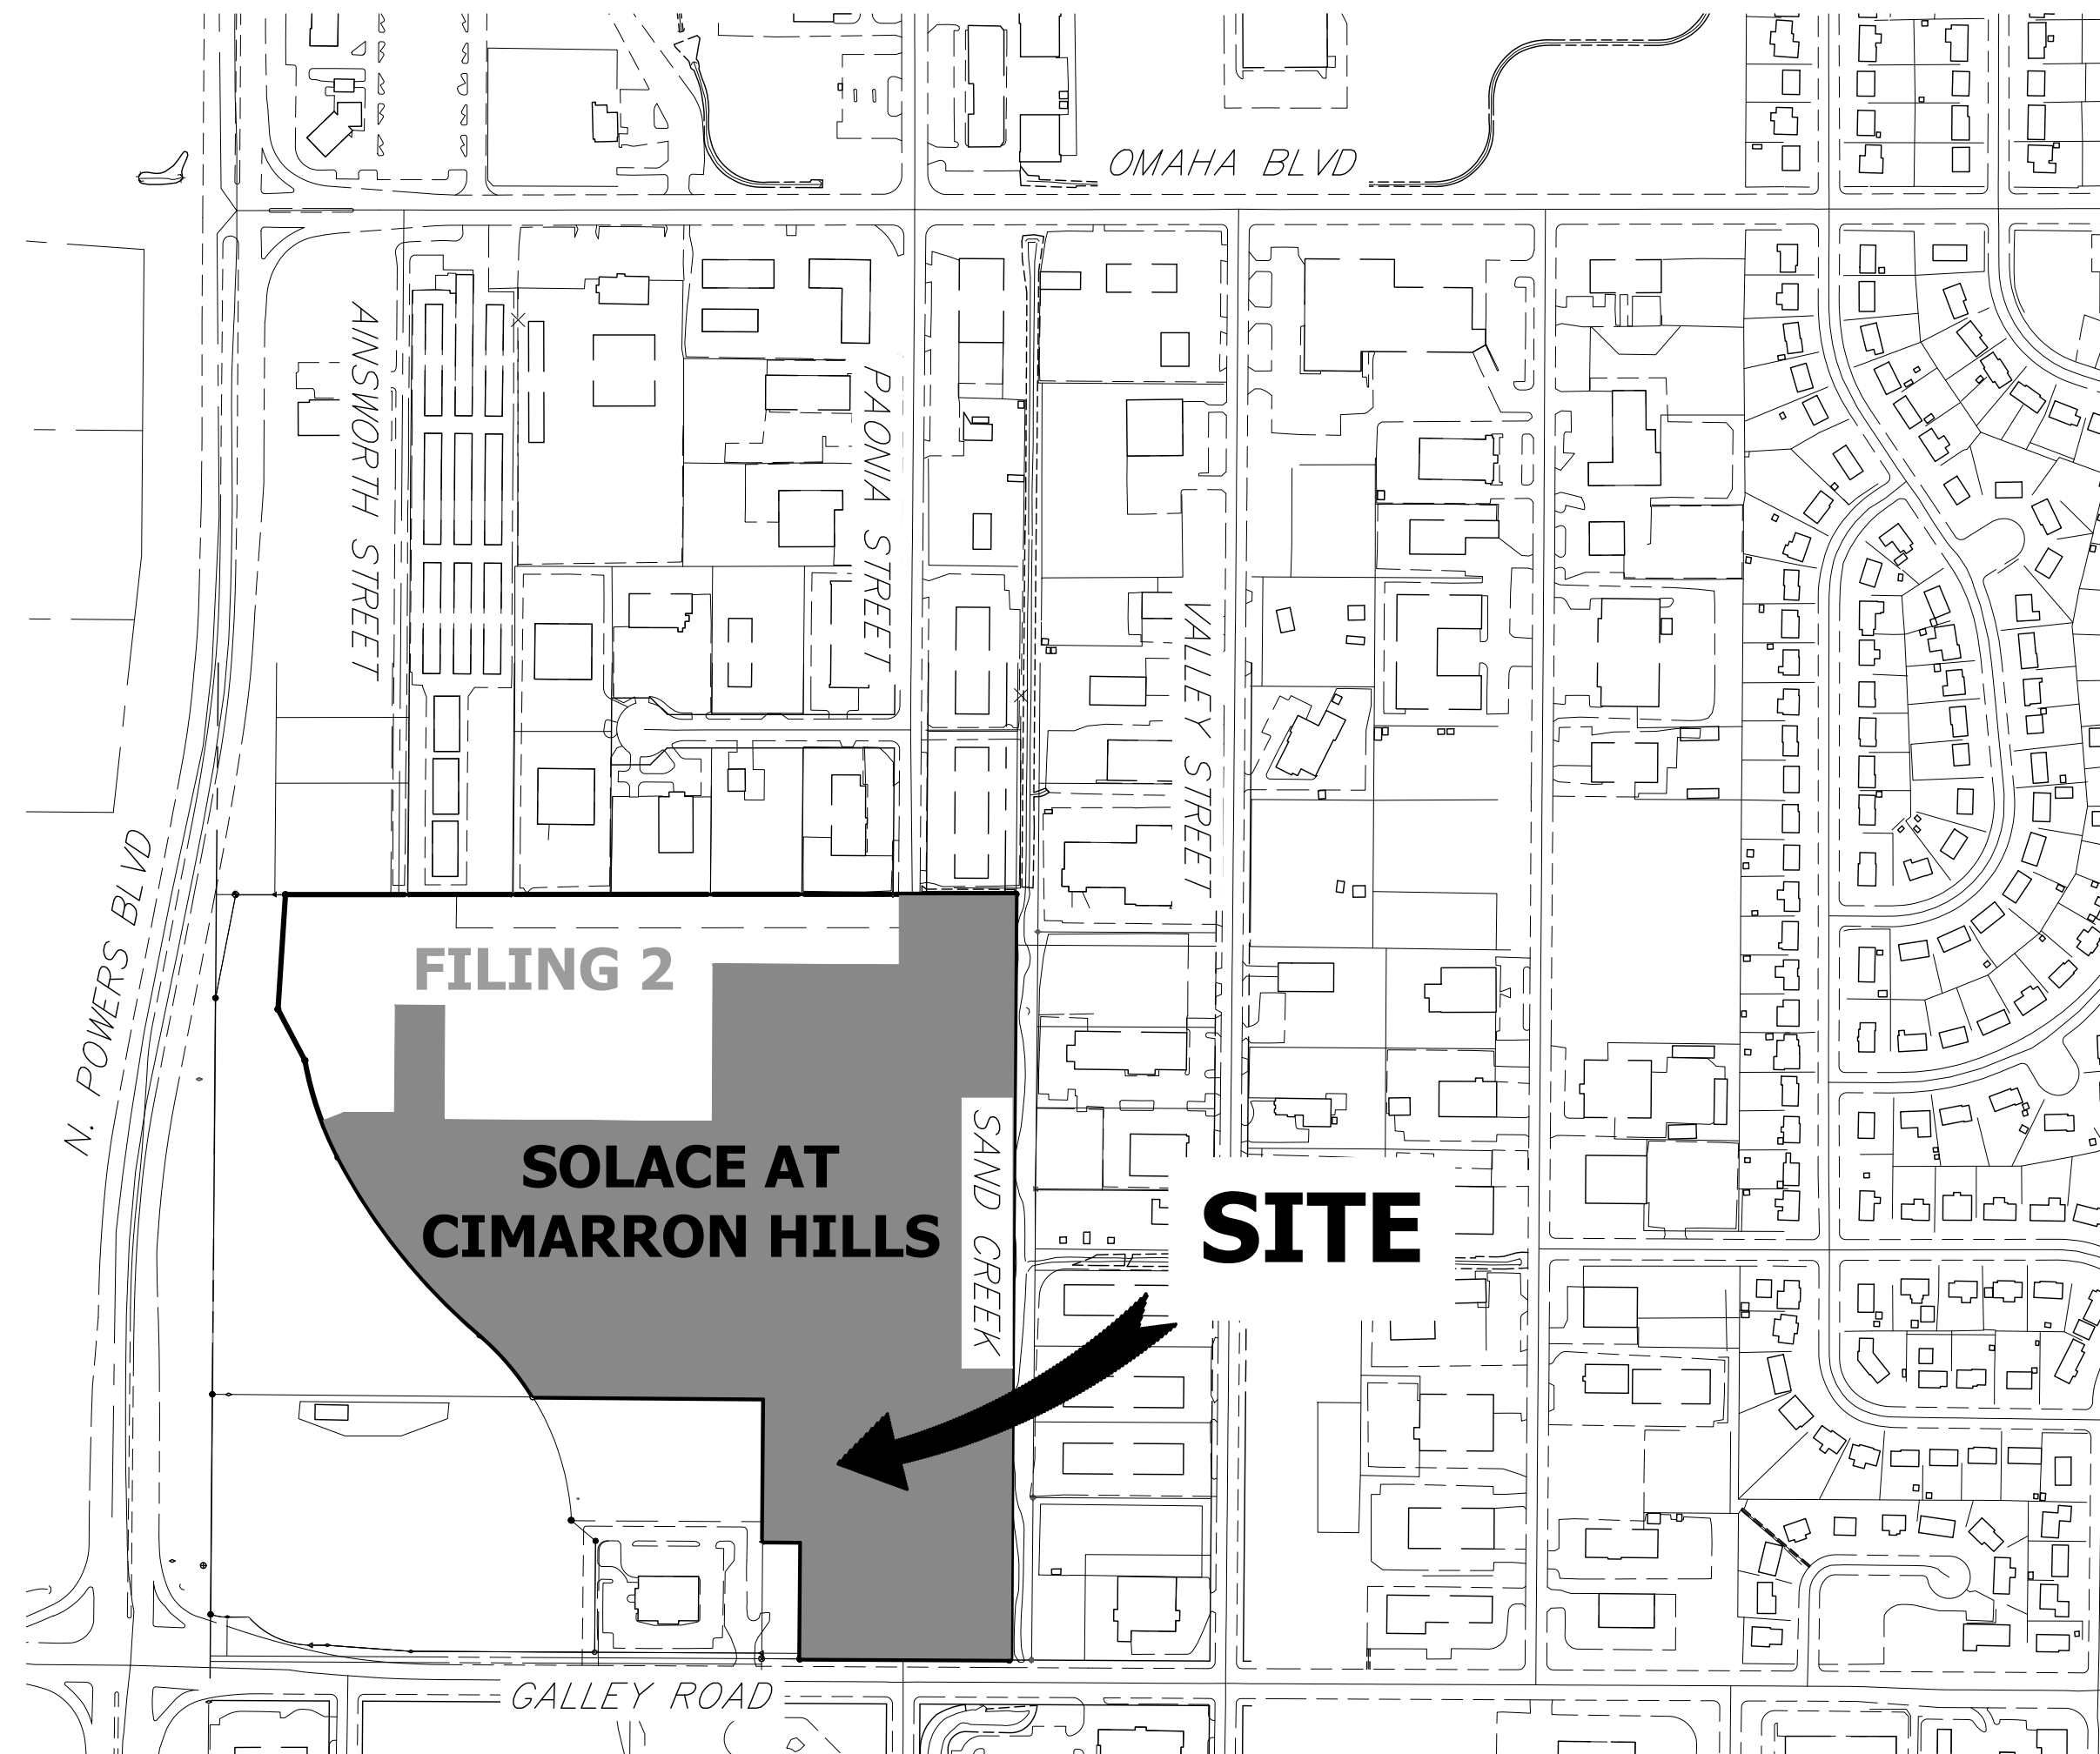 OMAHA BLVD
AINSWORTH STREET
PAONIA STREET
VALLEY STREET
N. POWERS BLVD
FILING 2
SOLACE AT
CIMARRON HILLS
SAND CREEK
SITE
GALLEY ROAD